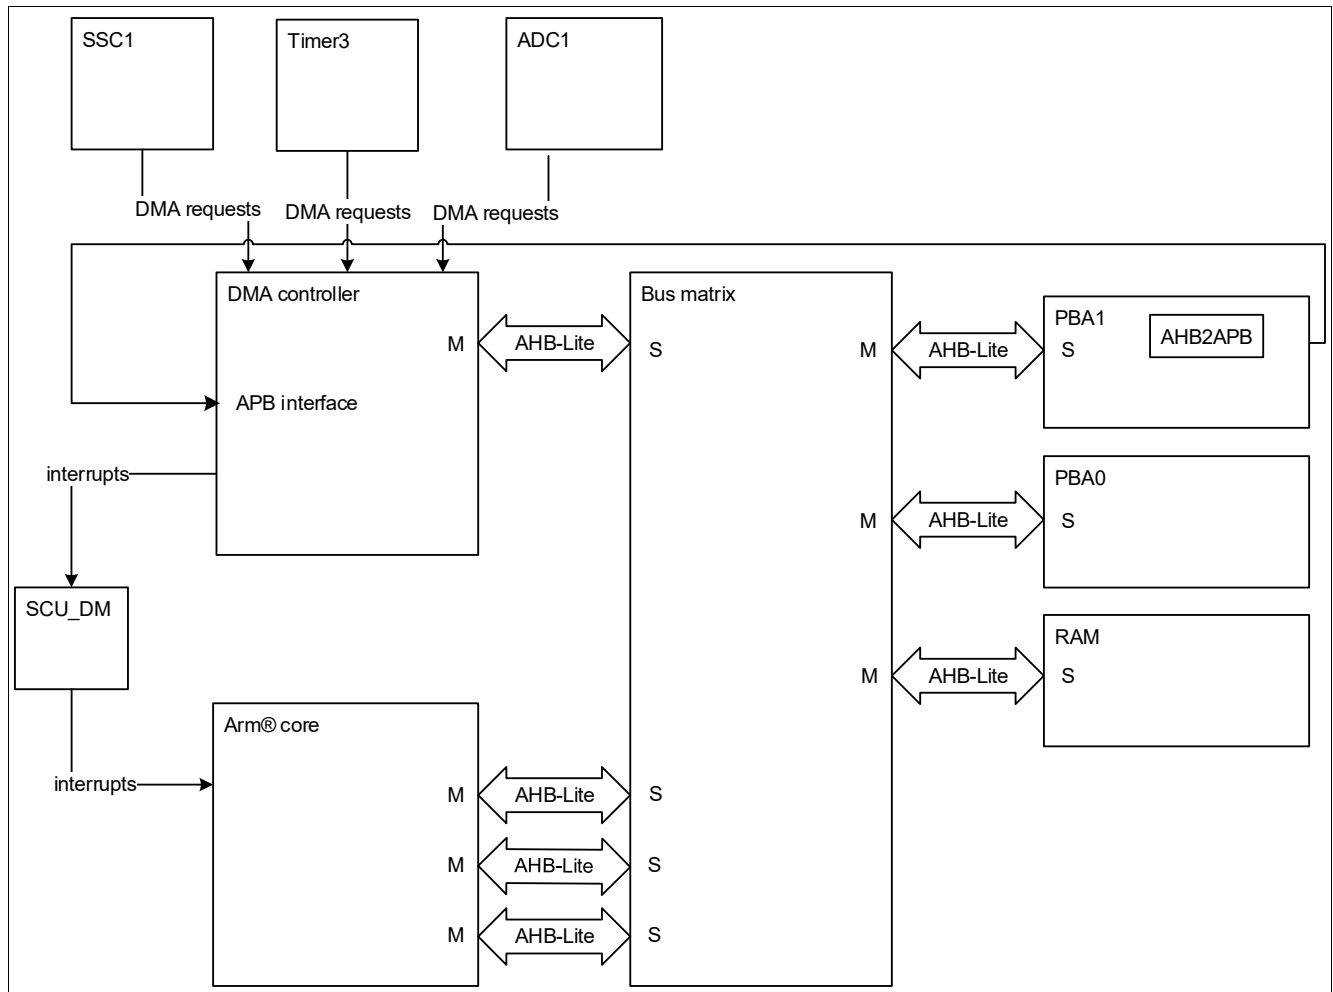 SSC1
Timer3
ADC1
DMA requests
DMA requests
DMA requests
DMA controller
M
APB interface
AHB-Lite
Bus matrix
S
M
AHB-Lite
PBA1
S
AHB2APB
interrupts
M
AHB-Lite
PBA0
S
SCU_DM
M
AHB-Lite
RAM
S
interrupts
Arm® core
M
AHB-Lite
S
M
AHB-Lite
S
M
AHB-Lite
S